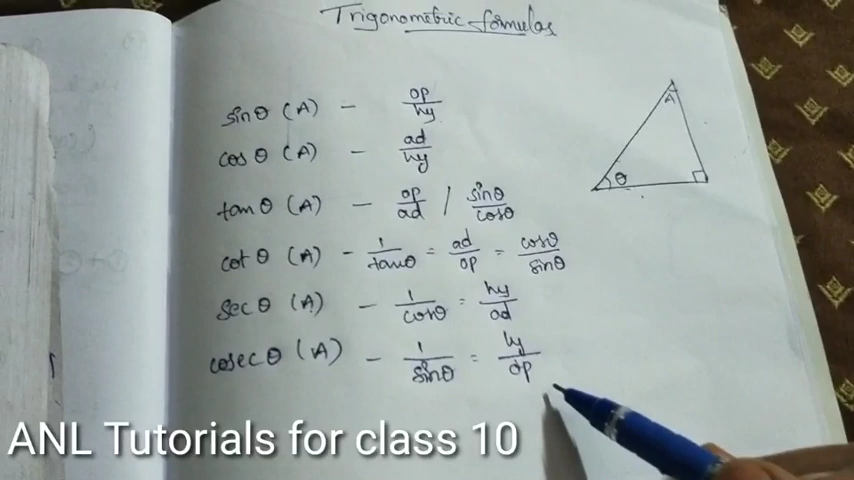 Trigonometric formulas
sinθ (A) - op/hy
cosθ (A) - ad/hy
tanθ (A) - op/ad / sinθ/cosθ
cotθ (A) - 1/tanθ = ad/op = cosθ/sinθ
secθ (A) - 1/cosθ = hy/ad
cosecθ (A) - 1/sinθ = hy/op
A
θ
ANL Tutorials for class 10